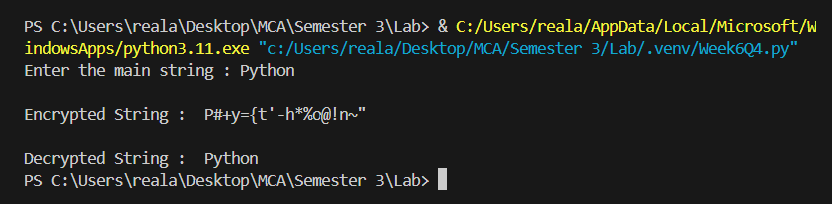 PS C:\Users\reala\Desktop\MCA\Semester 3\Lab> & C:/Users/reala/AppData/Local/Microsoft/W
indowsApps/python3.11.exe "c:/Users/reala/Desktop/MCA/Semester 3/Lab/.venv/Week6Q4.py"
Enter the main string : Python
Encrypted String :  P#+y={t'-h*%o@!n~"
Decrypted String :  Python
PS C:\Users\reala\Desktop\MCA\Semester 3\Lab>